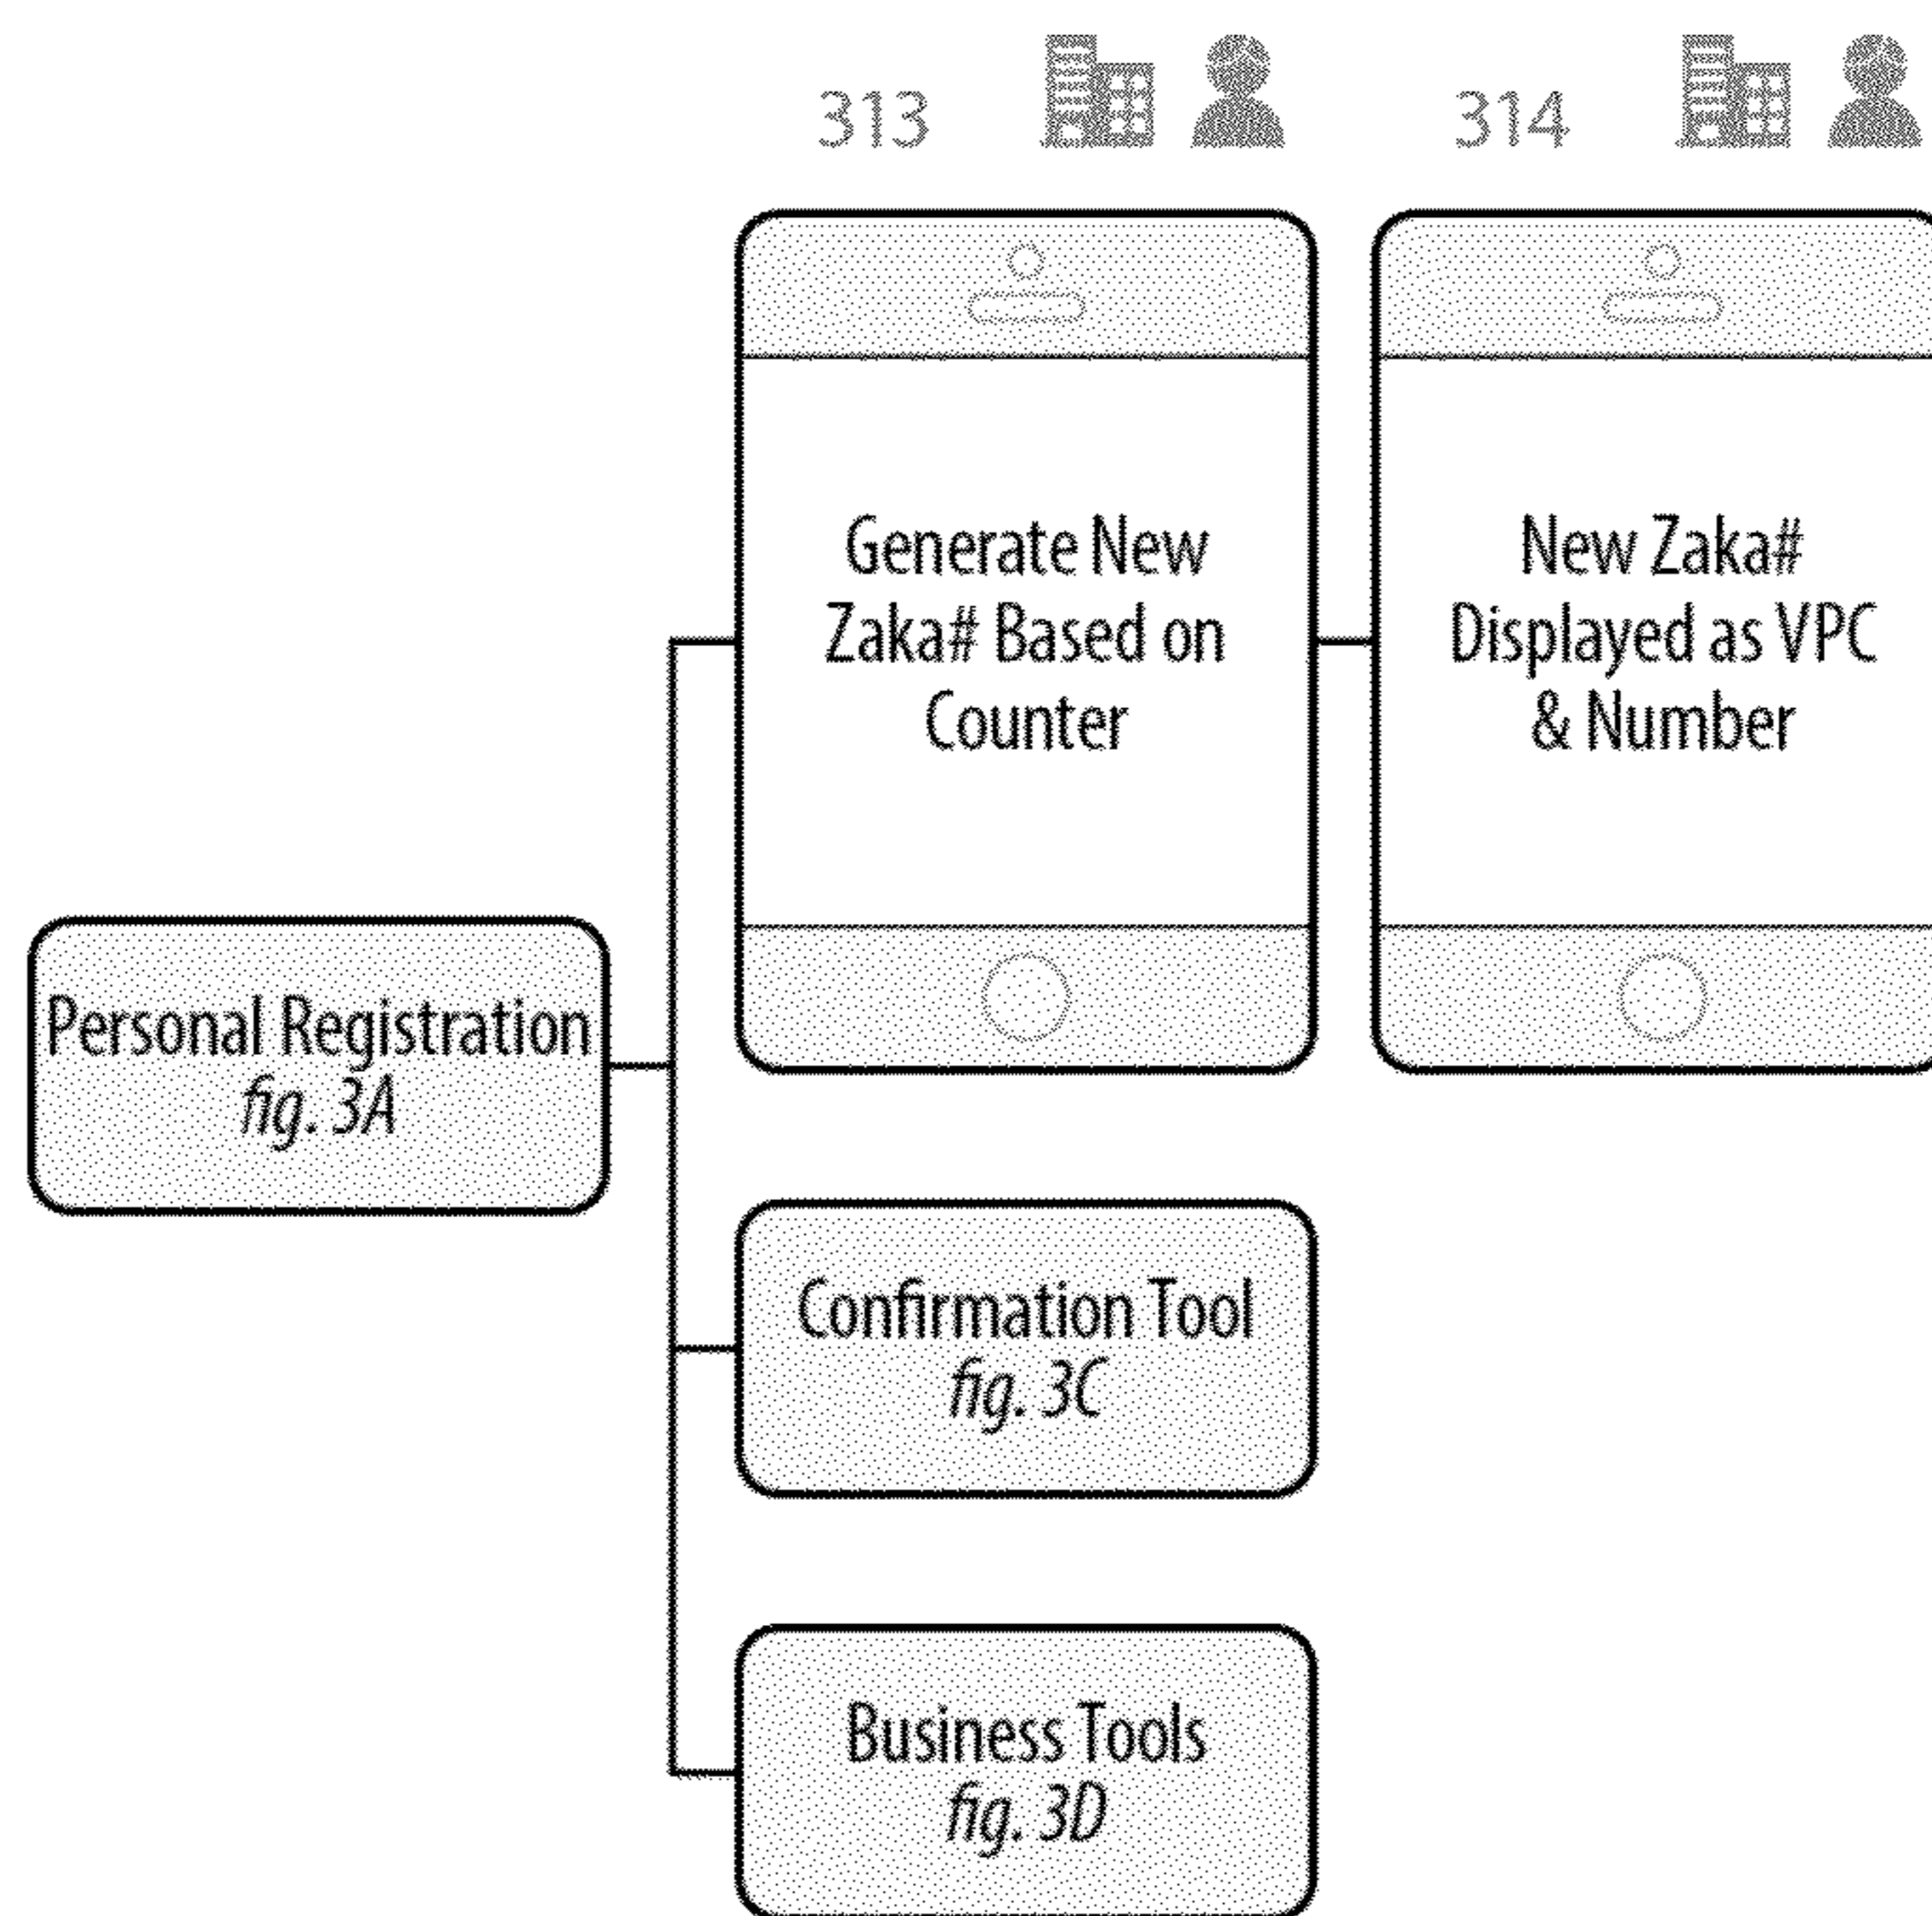 313
314
Generate New
Zaka# Based on
Counter
New Zaka#
Displayed as VPC
& Number
Personal Registration
fig. 3A
Confirmation Tool
fig. 3C
Business Tools
fig. 3D